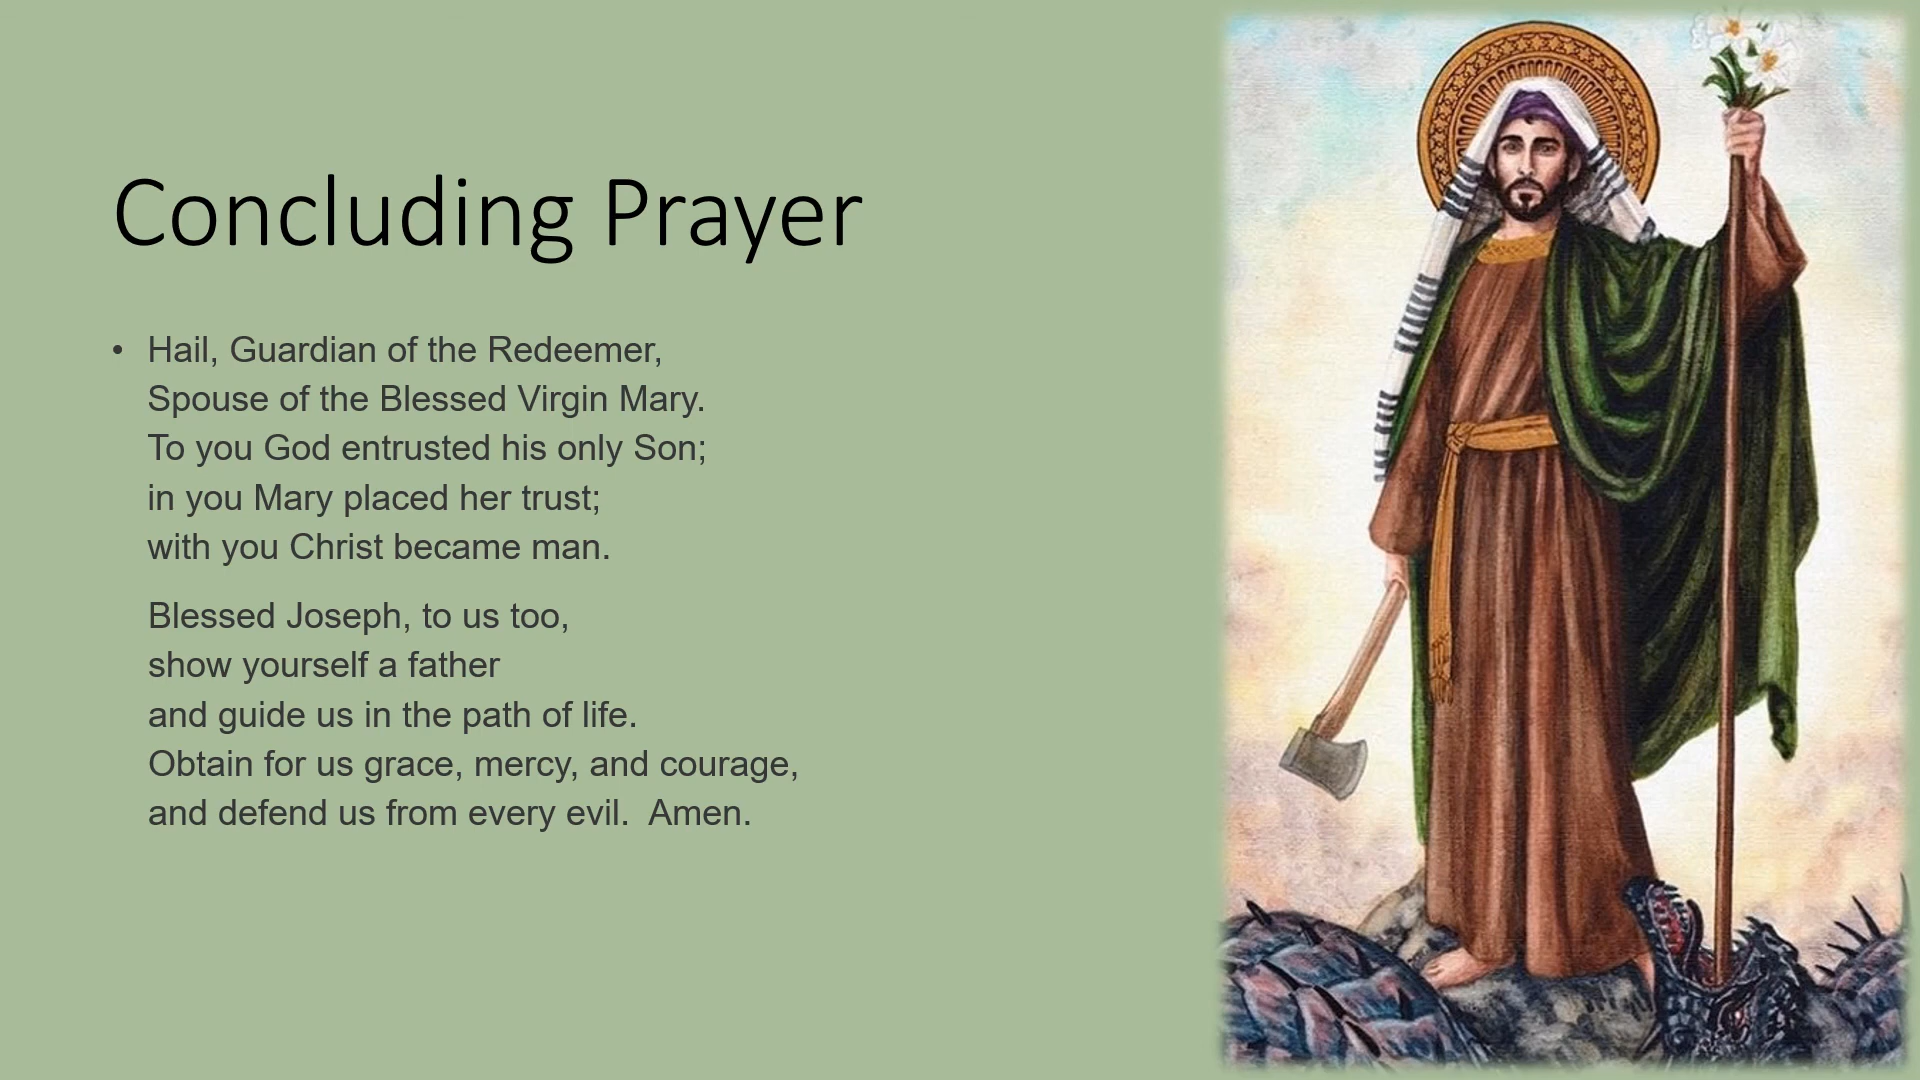 Concluding Prayer
• Hail, Guardian of the Redeemer,
Spouse of the Blessed Virgin Mary.
To you God entrusted his only Son;
in you Mary placed her trust;
with you Christ became man.
Blessed Joseph, to us too,
show yourself a father
and guide us in the path of life.
Obtain for us grace, mercy, and courage,
and defend us from every evil.  Amen.